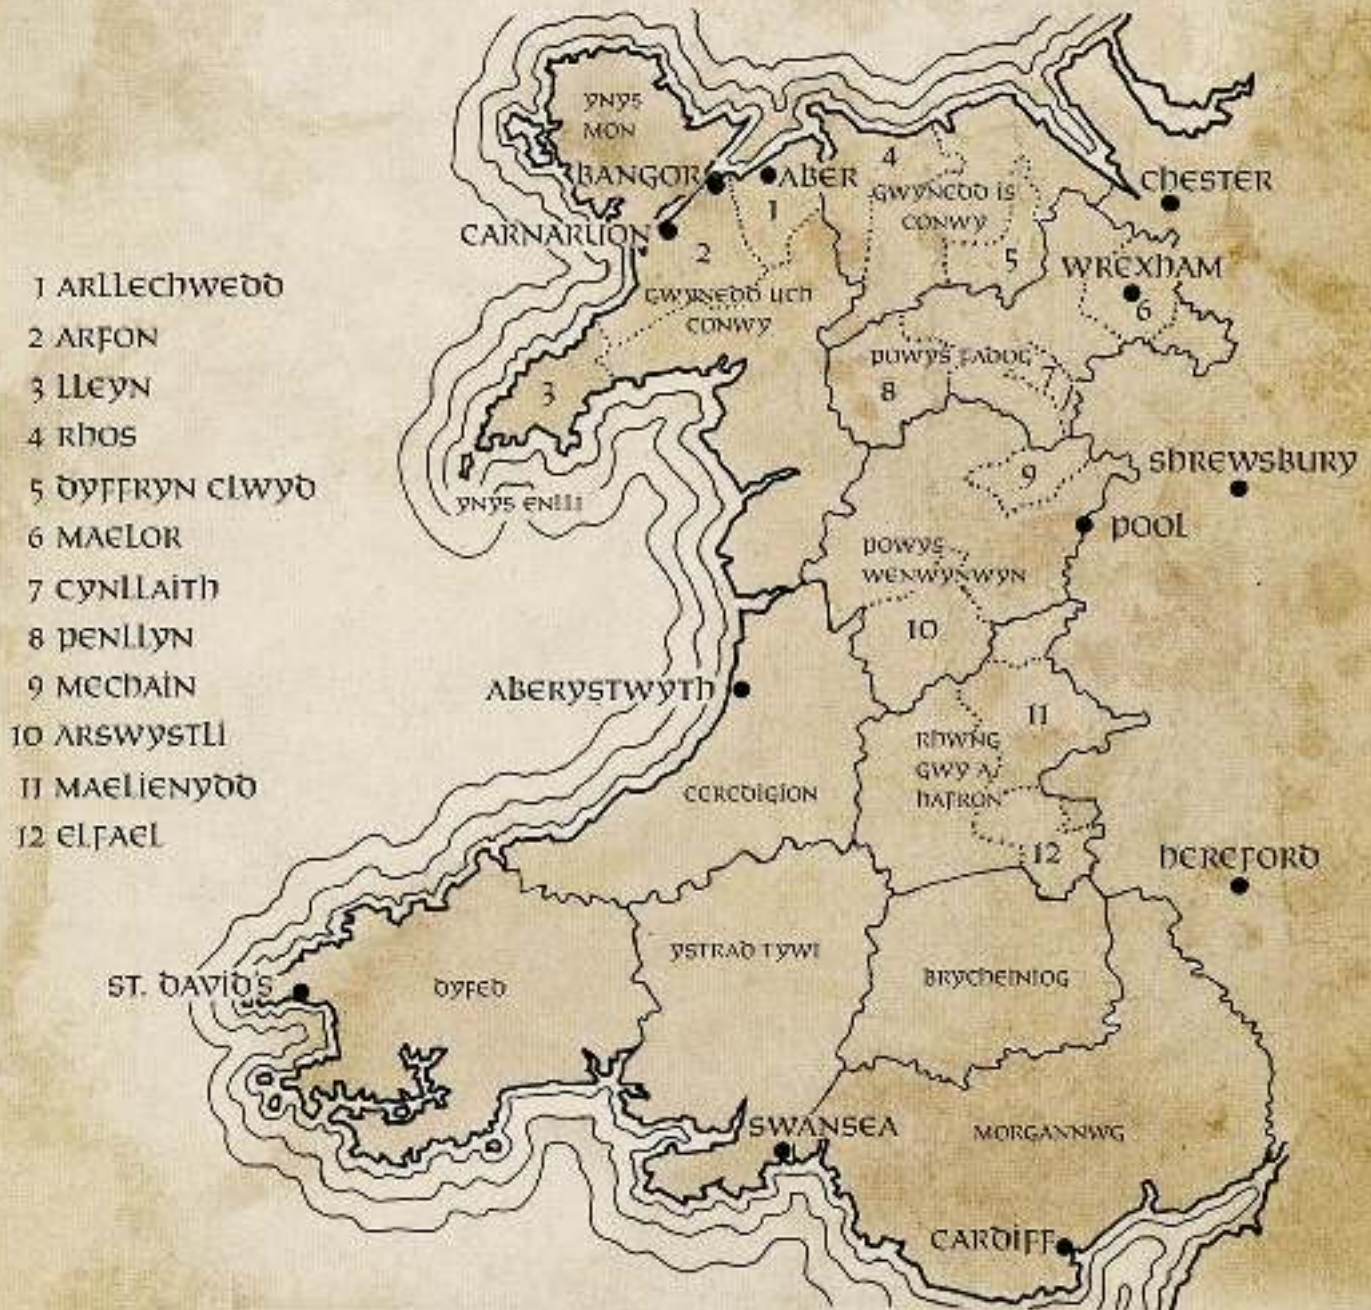 YNYS
MON
BANGOR
ABER
CHESTER
4
GWYNEDD IS
CONWY
1
CARNARUON
2
5
WREXHAM
6
GWYNEDD UCH
CONWY
POWYS FADOG
7
8
3
1 ARLLECHWEDD
2 ARFON
3 LLEYN
4 RHOS
5 DYFFRYN CLWYD
6 MAELOR
7 CYNLLAITH
8 PENLLYN
9 MECHAIN
10 ARSWYSTLI
11 MAELIENYDD
12 ELFAEL
YNYS ENLLI
9
SHREWSBURY
POOL
POWYS
WENWYNWYN
10
ABERYSTWYTH
11
RHWNG
GWY A
HAFRON
CEREDIGION
12
HEREFORD
YSTRAD TYWI
BRYCHEINIOG
ST. DAVID'S
DYFED
SWANSEA
MORGANNWG
CARDIFF